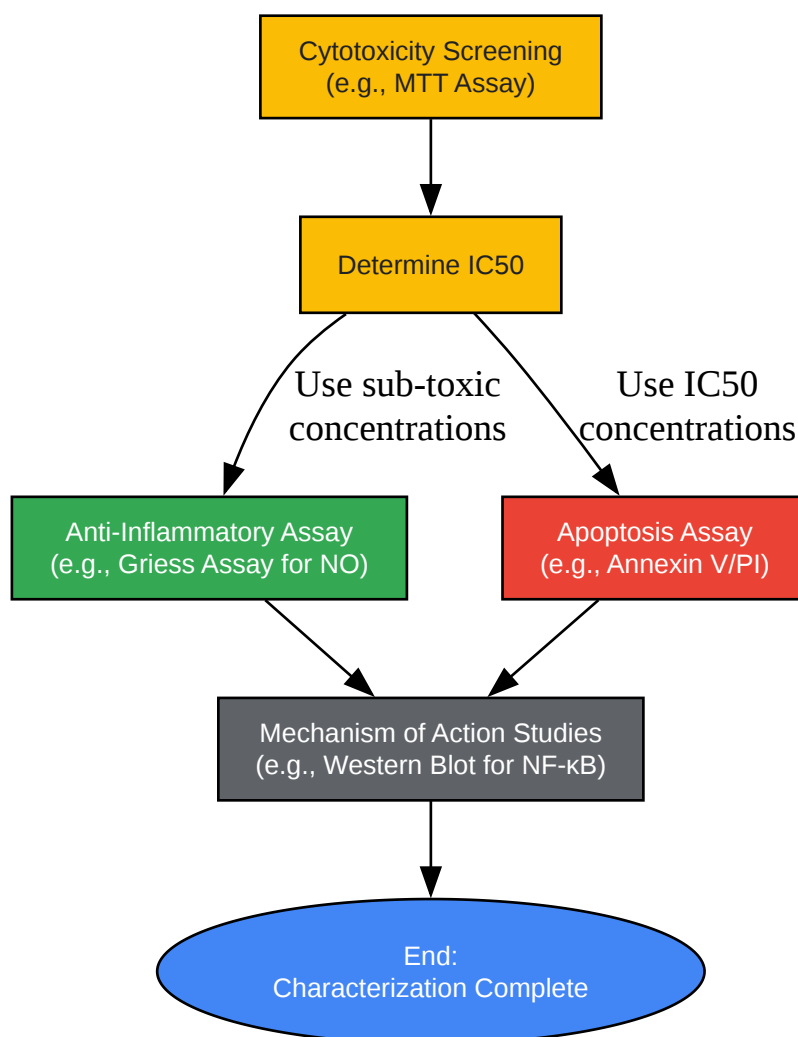 Cytotoxicity Screening
(e.g., MTT Assay)
Determine IC50
Use sub-toxic
concentrations
Use IC50
concentrations
Anti-Inflammatory Assay
(e.g., Griess Assay for NO)
Apoptosis Assay
(e.g., Annexin V/PI)
Mechanism of Action Studies
(e.g., Western Blot for NF-κB)
End:
Characterization Complete